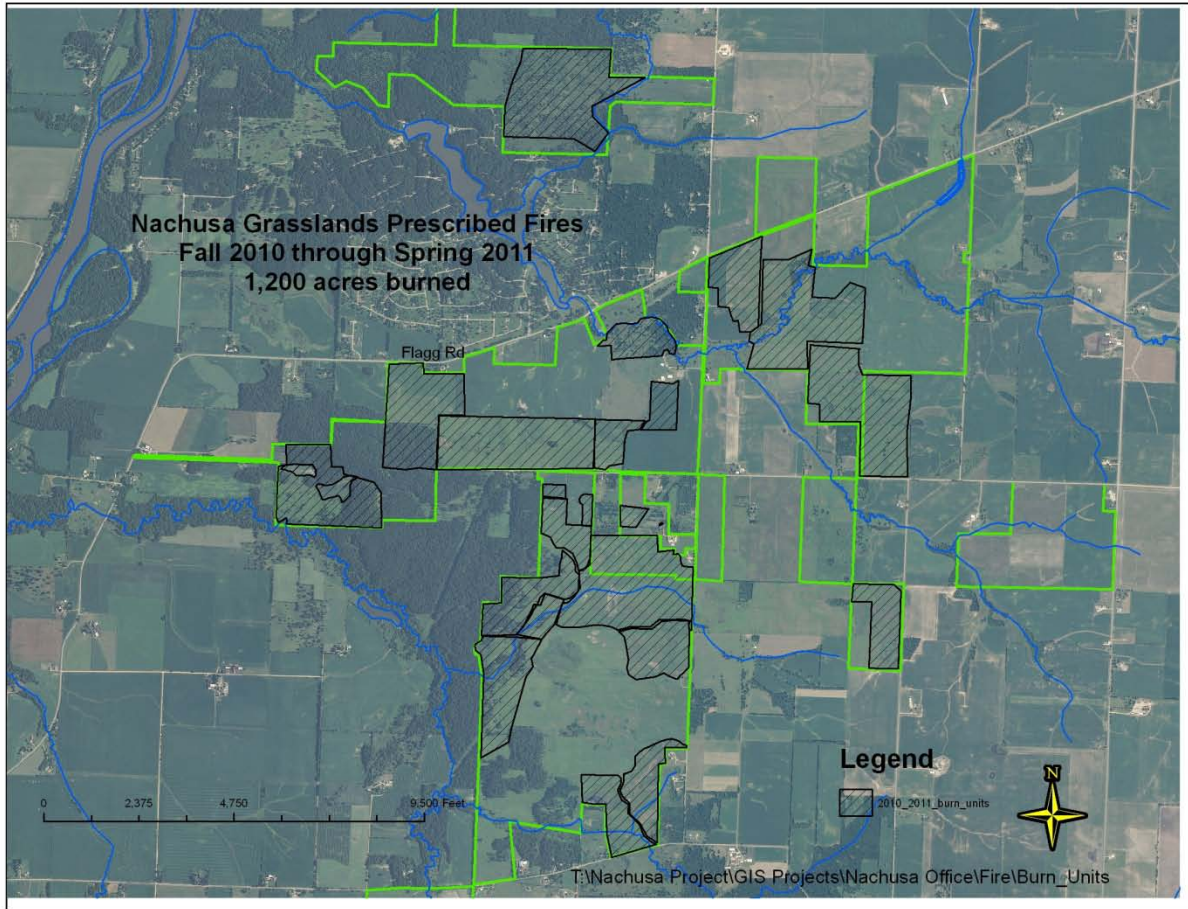 Nachusa Grasslands Prescribed Fires
Fall 2010 through Spring 2011
1,200 acres burned
Flagg Rd
Legend
2010_2011_burn_units
N
0 2,375 4,750 9,500 Feet
T:\Nachusa Project\GIS Projects\Nachusa Office\Fire\Burn_Units